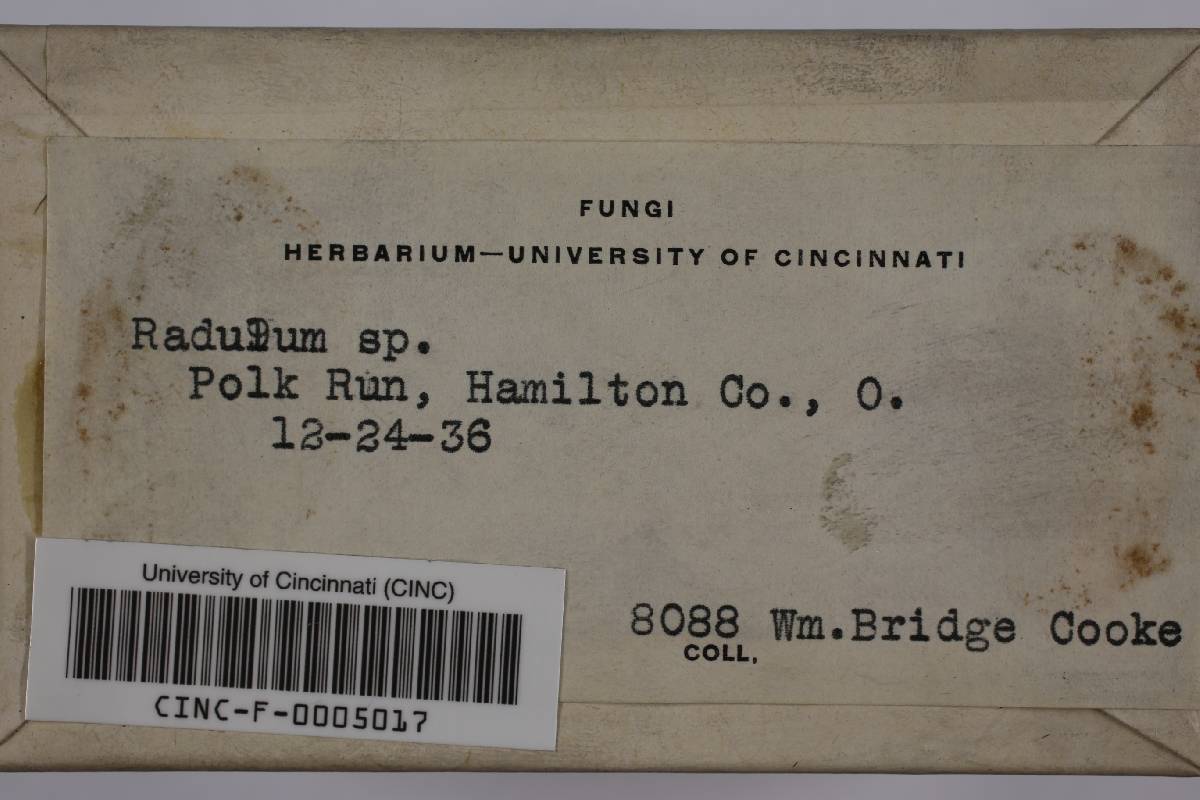 FUNGI
HERBARIUM—UNIVERSITY OF CINCINNATI
Radulum sp.
Polk Run, Hamilton Co., O.
12-24-36
8088 Wm.Bridge Cooke
COLL.
University of Cincinnati (CINC)
CINC-F-0005017